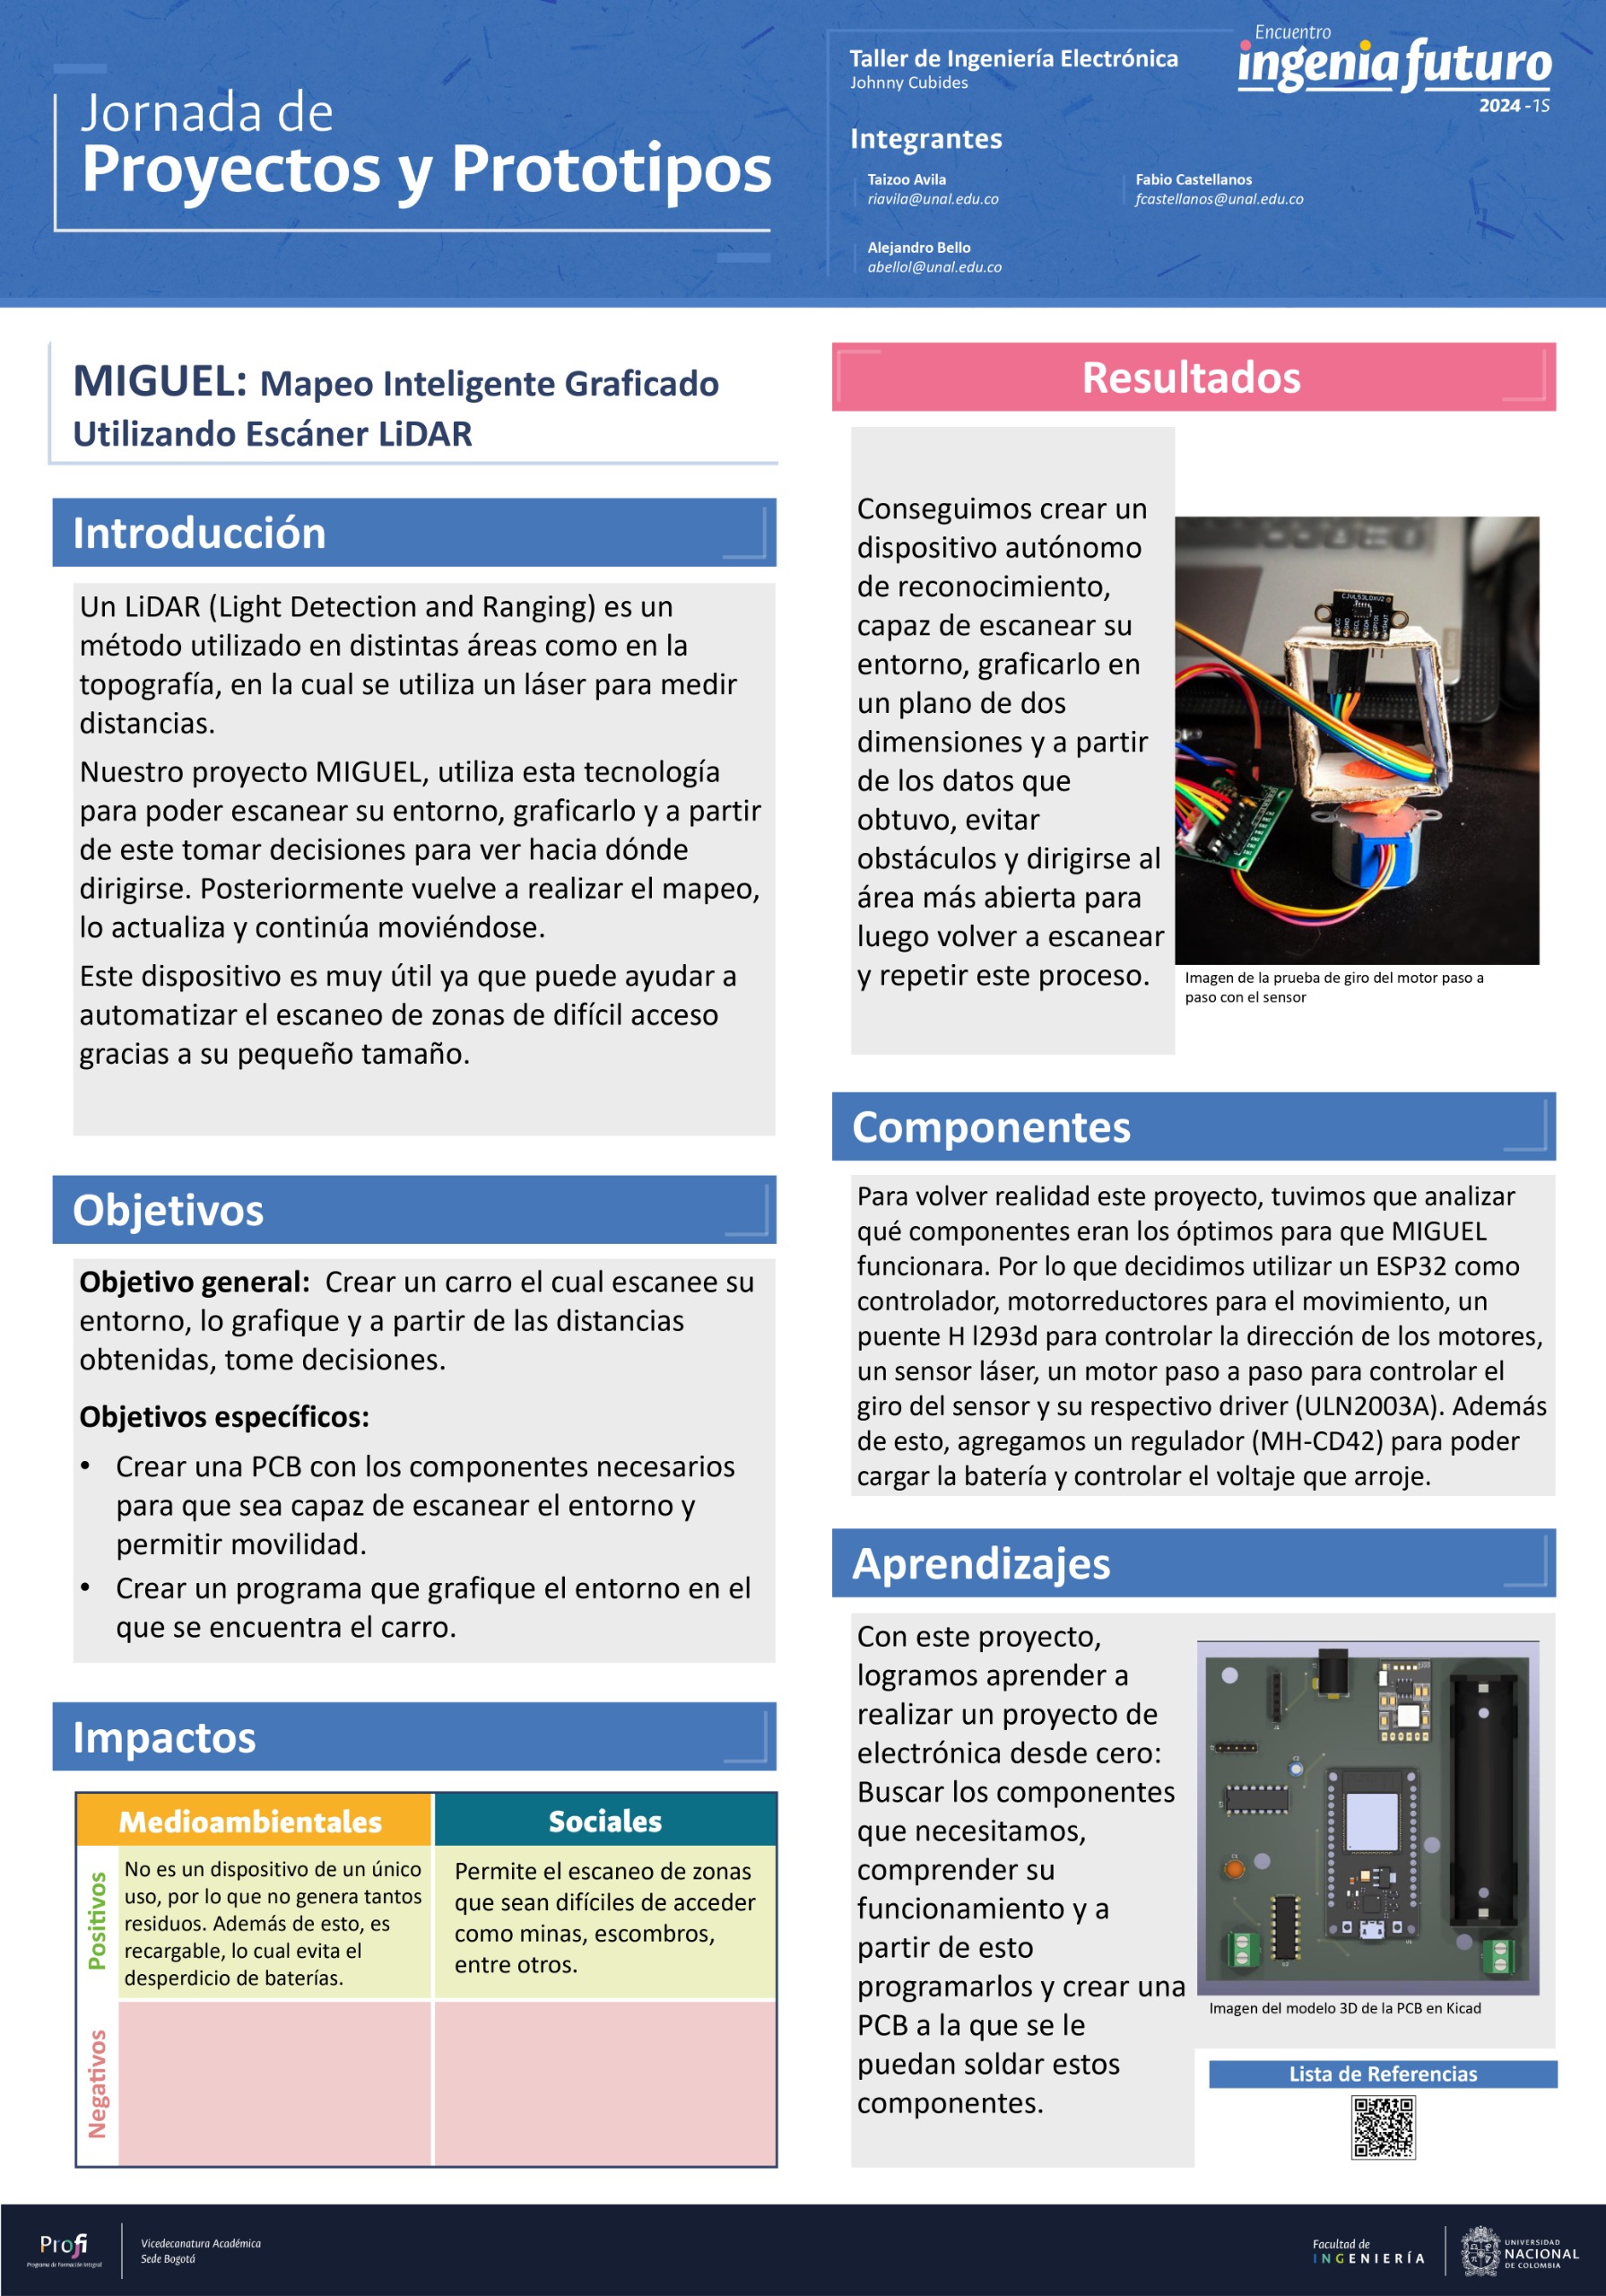 Jornada de
Proyectos y Prototipos
Taller de Ingeniería Electrónica
Johnny Cubides
Encuentro
ingenia futuro
2024 -1S
Integrantes
Taizoo Avila
riavila@unal.edu.co
Fabio Castellanos
fcastellanos@unal.edu.co
Alejandro Bello
abellol@unal.edu.co
MIGUEL: Mapeo Inteligente Graficado
Utilizando Escáner LiDAR
Introducción
Un LiDAR (Light Detection and Ranging) es un
método utilizado en distintas áreas como en la
topografía, en la cual se utiliza un láser para medir
distancias.
Nuestro proyecto MIGUEL, utiliza esta tecnología
para poder escanear su entorno, graficarlo y a partir
de este tomar decisiones para ver hacia dónde
dirigirse. Posteriormente vuelve a realizar el mapeo,
lo actualiza y continúa moviéndose.
Este dispositivo es muy útil ya que puede ayudar a
automatizar el escaneo de zonas de difícil acceso
gracias a su pequeño tamaño.
Objetivos
Objetivo general: Crear un carro el cual escanee su
entorno, lo grafique y a partir de las distancias
obtenidas, tome decisiones.
Objetivos específicos:
• Crear una PCB con los componentes necesarios
para que sea capaz de escanear el entorno y
permitir movilidad.
• Crear un programa que grafique el entorno en el
que se encuentra el carro.
Impactos
Medioambientales
Sociales
Positivos
No es un dispositivo de un único
uso, por lo que no genera tantos
residuos. Además de esto, es
recargable, lo cual evita el
desperdicio de baterías.
Permite el escaneo de zonas
que sean difíciles de acceder
como minas, escombros,
entre otros.
Negativos
Resultados
Conseguimos crear un
dispositivo autónomo
de reconocimiento,
capaz de escanear su
entorno, graficarlo en
un plano de dos
dimensiones y a partir
de los datos que
obtuvo, evitar
obstáculos y dirigirse al
área más abierta para
luego volver a escanear
y repetir este proceso.
Imagen de la prueba de giro del motor paso a
paso con el sensor
Componentes
Para volver realidad este proyecto, tuvimos que analizar
qué componentes eran los óptimos para que MIGUEL
funcionara. Por lo que decidimos utilizar un ESP32 como
controlador, motorreductores para el movimiento, un
puente H l293d para controlar la dirección de los motores,
un sensor láser, un motor paso a paso para controlar el
giro del sensor y su respectivo driver (ULN2003A). Además
de esto, agregamos un regulador (MH-CD42) para poder
cargar la batería y controlar el voltaje que arroje.
Aprendizajes
Con este proyecto,
logramos aprender a
realizar un proyecto de
electrónica desde cero:
Buscar los componentes
que necesitamos,
comprender su
funcionamiento y a
partir de esto
programarlos y crear una
PCB a la que se le
puedan soldar estos
componentes.
Imagen del modelo 3D de la PCB en Kicad
Lista de Referencias
Profi
Programa de Formación Integral
Vicedecanatura Académica
Sede Bogotá
Facultad de
INGENIERÍA
UNIVERSIDAD
NACIONAL
DE COLOMBIA